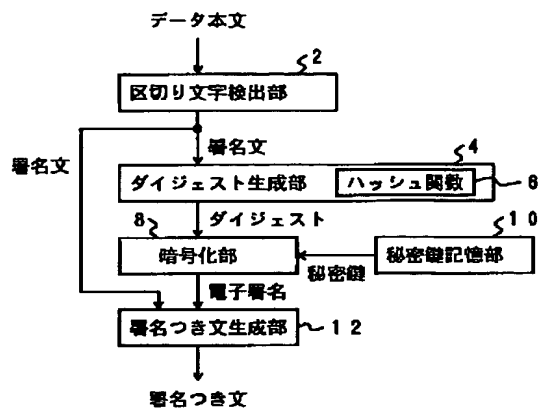 データ本文
2
区切り文字検出部
署名文
署名文
4
ダイジェスト生成部
ハッシュ関数
6
ダイジェスト
8
10
暗号化部
秘密鍵
秘密鍵記憶部
電子署名
署名つき文生成部
12
署名つき文